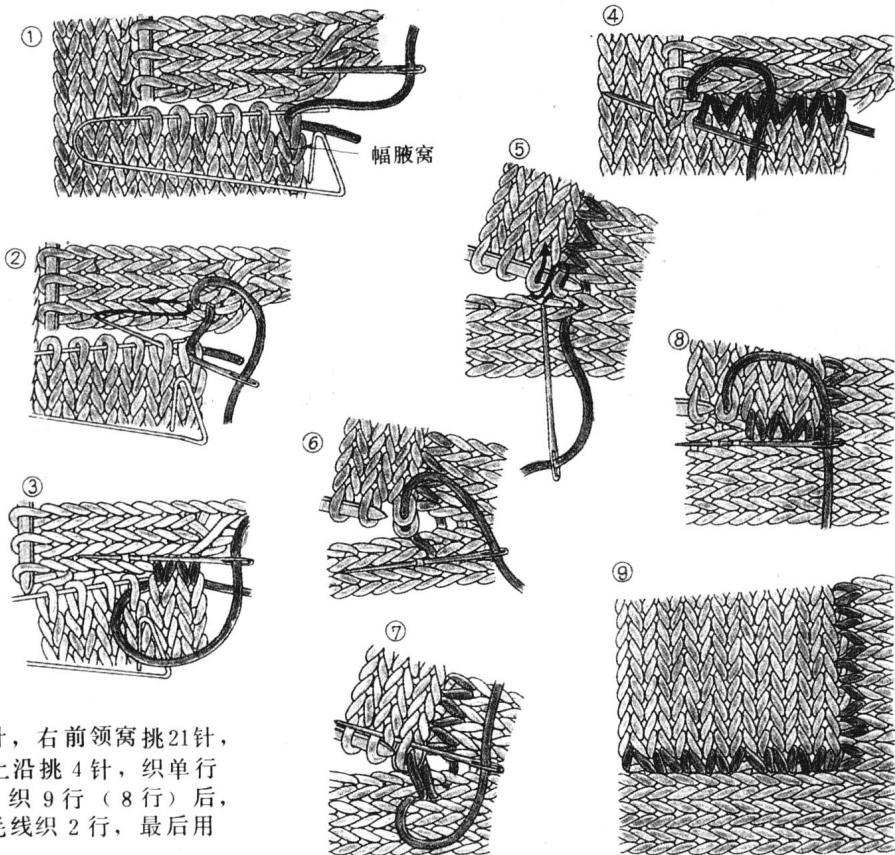 ①
④
幅腋窝
⑤
②
⑧
⑥
③
⑨
⑦
针，右前领窝挑21针，
上沿挑 4 针，织单行
织 9 行（8 行）后，
毛线织 2 行，最后用